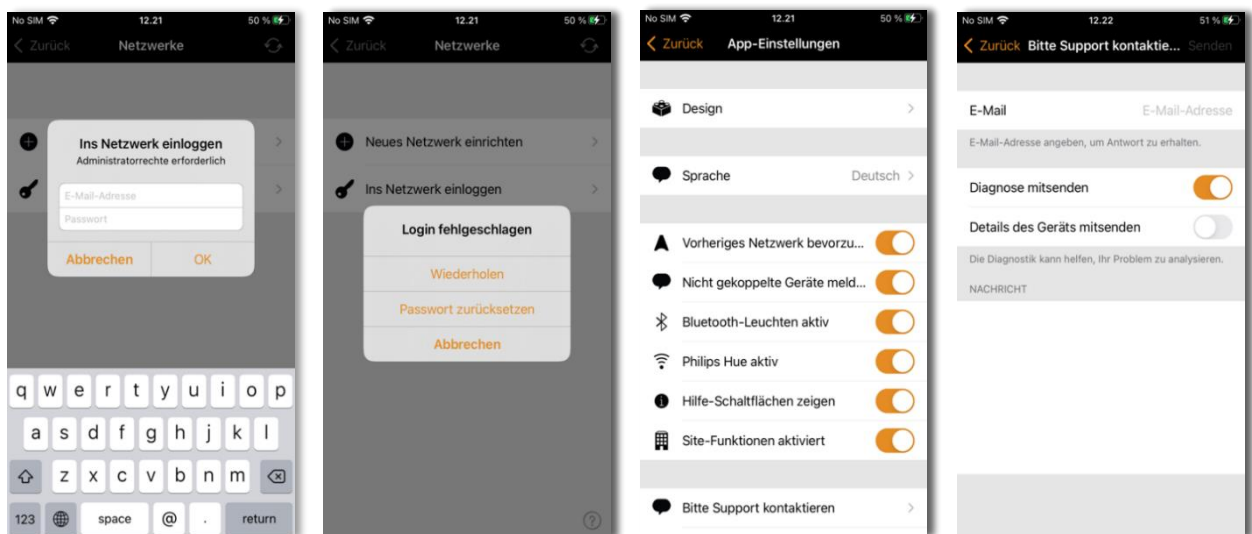 No SIM 12.21 50 %
Zurück Netzwerke
Ins Netzwerk einloggen
Administratorrechte erforderlich
E-Mail-Adresse
Passwort
Abbrechen OK
q w e r t y u i o p
a s d f g h j k l
z x c v b n m
123 space @ . return
No SIM 12.21 50 %
Zurück Netzwerke
Neues Netzwerk einrichten
Ins Netzwerk einloggen
Login fehlgeschlagen
Wiederholen
Passwort zurücksetzen
Abbrechen
No SIM 12.21 50 %
Zurück App-Einstellungen
Design
Sprache Deutsch
Vorheriges Netzwerk bevorzu...
Nicht gekoppelte Geräte meld...
Bluetooth-Leuchten aktiv
Philips Hue aktiv
Hilfe-Schaltflächen zeigen
Site-Funktionen aktiviert
Bitte Support kontaktieren
No SIM 12.22 51 %
Zurück Bitte Support kontaktie... Senden
E-Mail E-Mail-Adresse
E-Mail-Adresse angeben, um Antwort zu erhalten.
Diagnose mitsenden
Details des Geräts mitsenden
Die Diagnostik kann helfen, Ihr Problem zu analysieren.
NACHRICHT